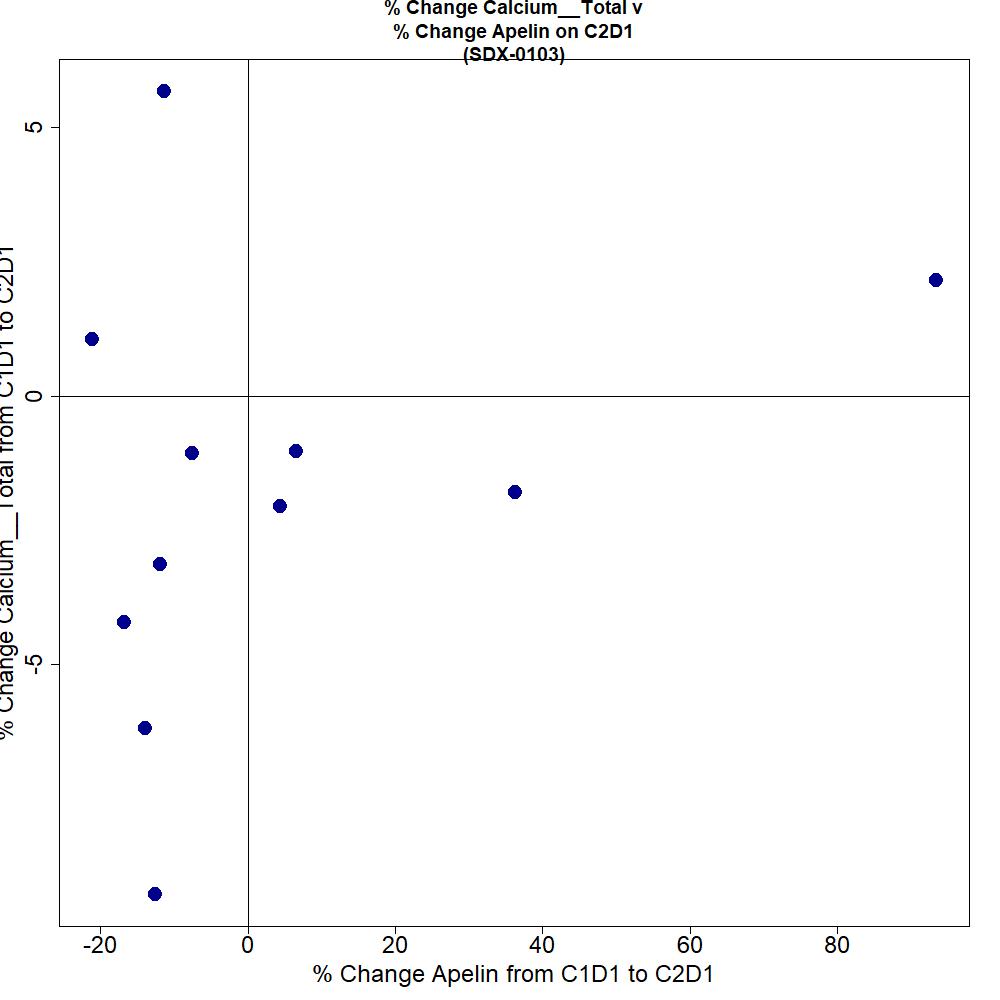 % Change Calcium__Total v
% Change Apelin on C2D1
(SDX-0103)
% Change Calcium__Total from C1D1 to C2D1
5
0
-5
-20 0 20 40 60 80
% Change Apelin from C1D1 to C2D1